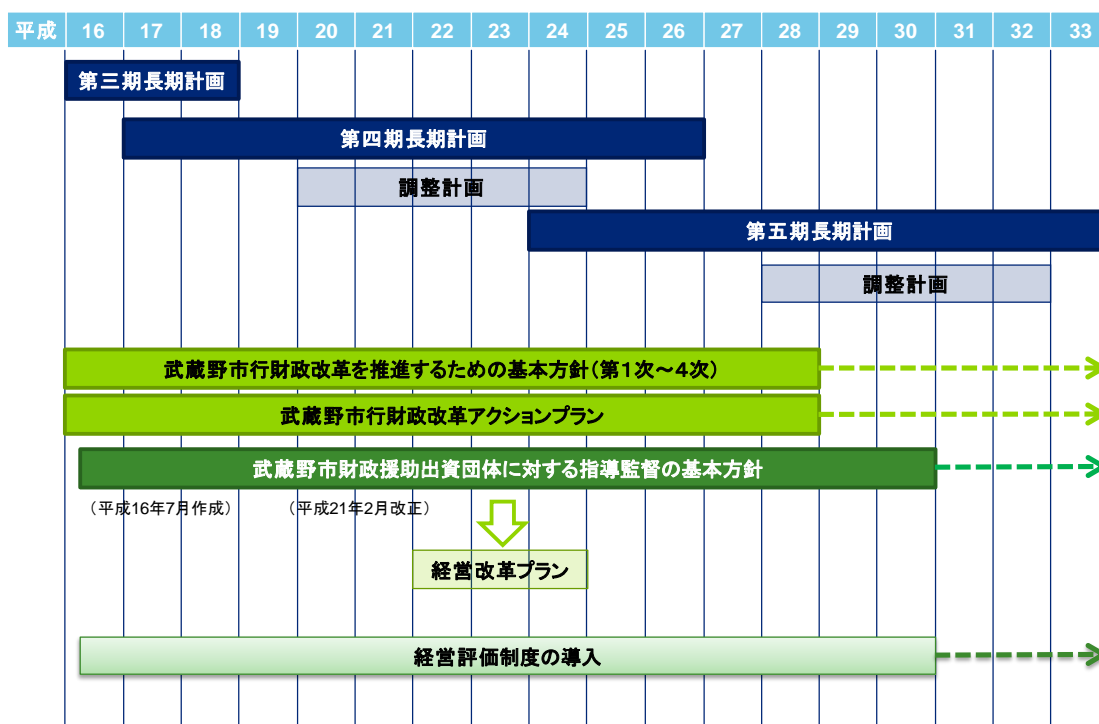 平成 16 17 18 19 20 21 22 23 24 25 26 27 28 29 30 31 32 33
第三期長期計画
第四期長期計画
調整計画
第五期長期計画
調整計画
武蔵野市行財政改革を推進するための基本方針(第1次～4次)
武蔵野市行財政改革アクションプラン
武蔵野市財政援助出資団体に対する指導監督の基本方針
(平成16年7月作成) (平成21年2月改正)
経営改革プラン
経営評価制度の導入